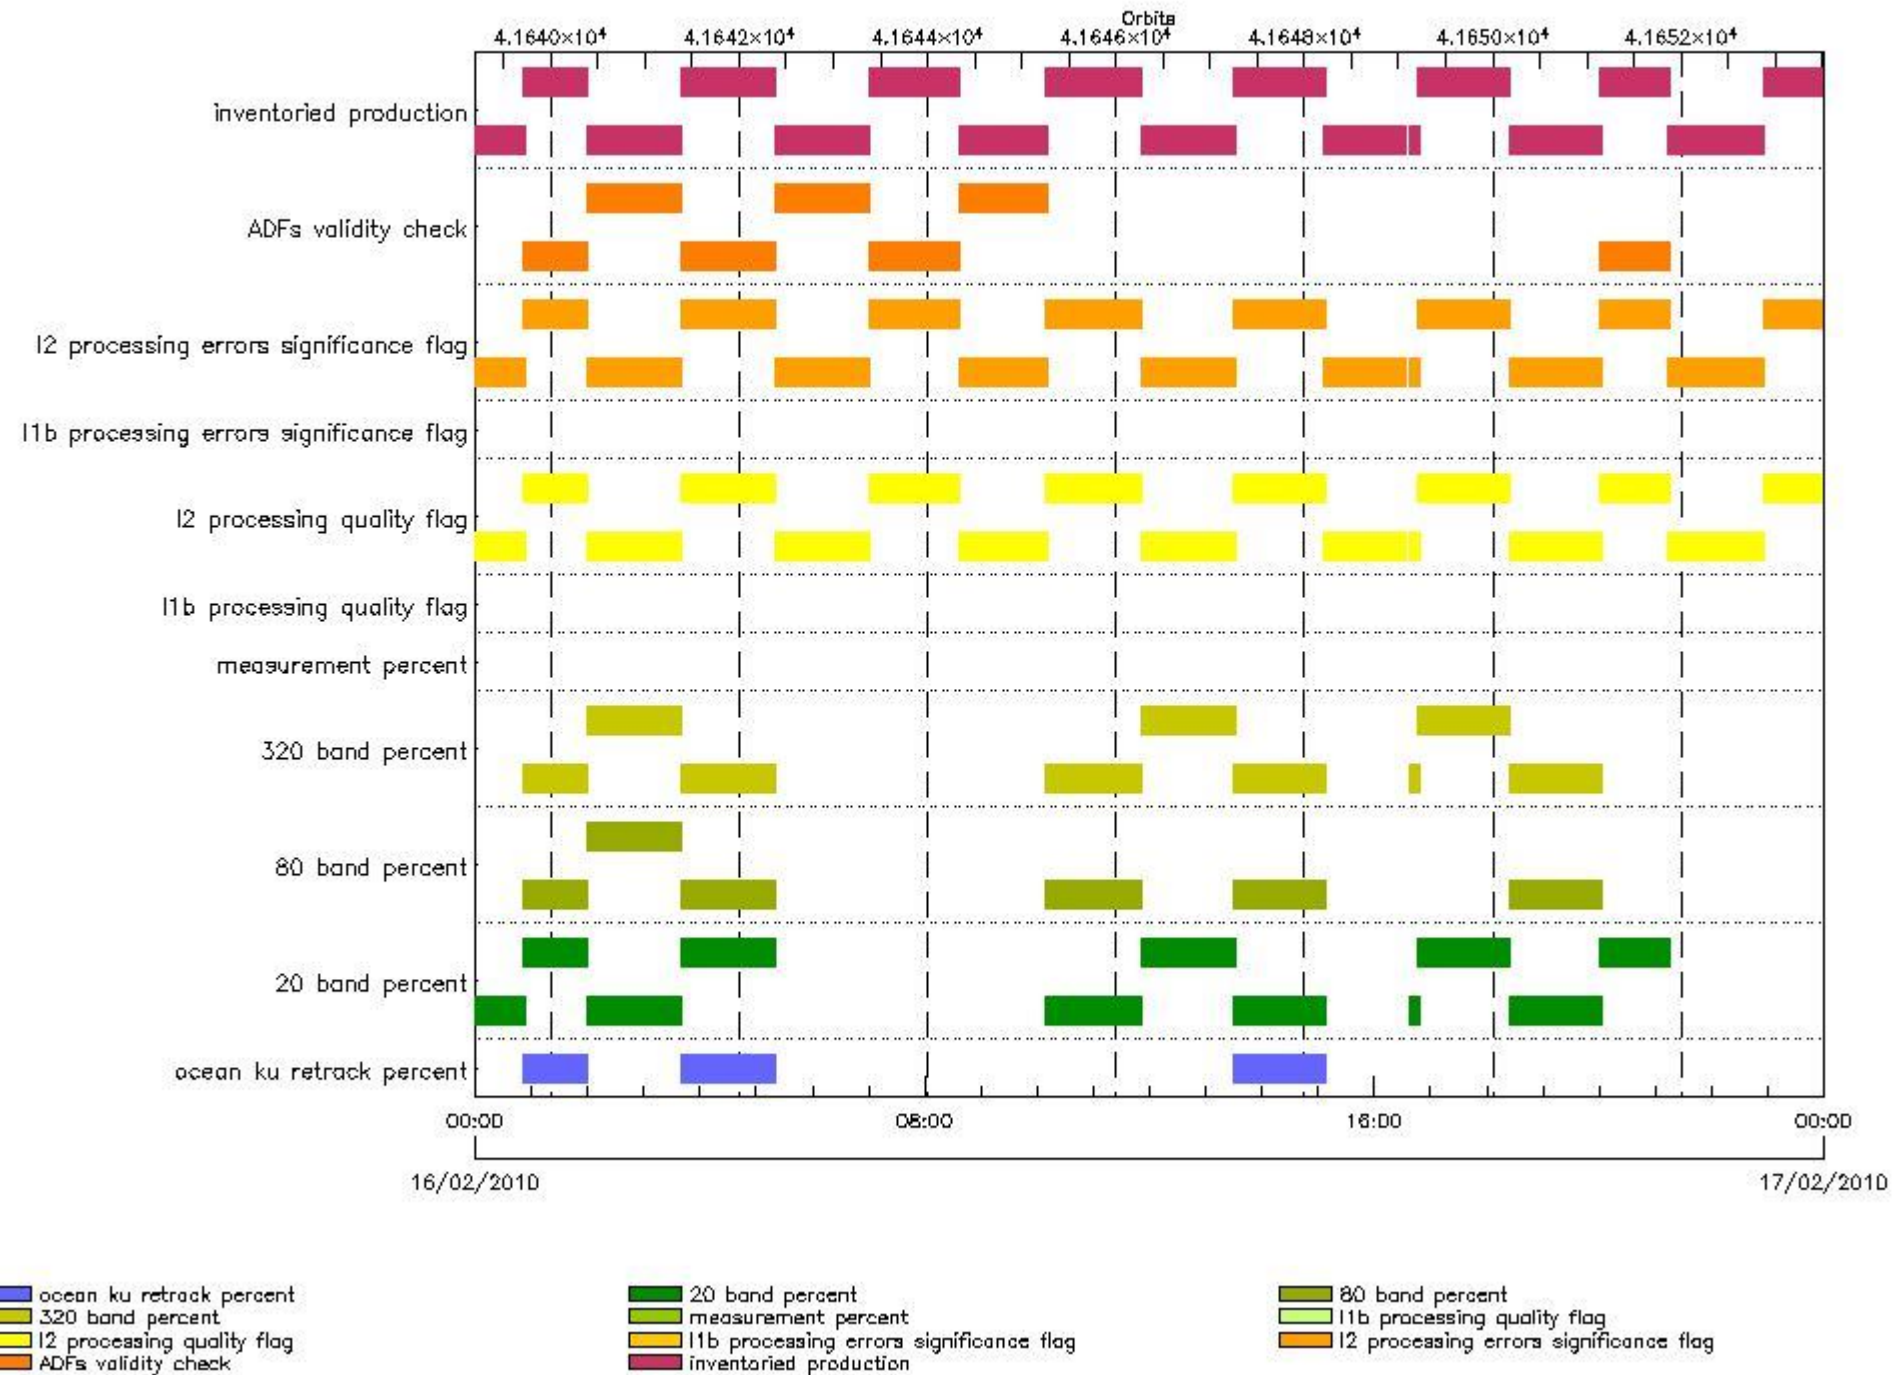 Orbits
4.1640×10⁴ 4.1642×10⁴ 4.1644×10⁴ 4.1646×10⁴ 4.1648×10⁴ 4.1650×10⁴ 4.1652×10⁴
inventoried production
ADFs validity check
l2 processing errors significance flag
l1b processing errors significance flag
l2 processing quality flag
l1b processing quality flag
measurement percent
320 band percent
80 band percent
20 band percent
ocean ku retrack percent
00:00 08:00 16:00 00:00
16/02/2010 17/02/2010
ocean ku retrack percent 20 band percent 80 band percent
320 band percent measurement percent l1b processing quality flag
l2 processing quality flag l1b processing errors significance flag l2 processing errors significance flag
ADFs validity check inventoried production